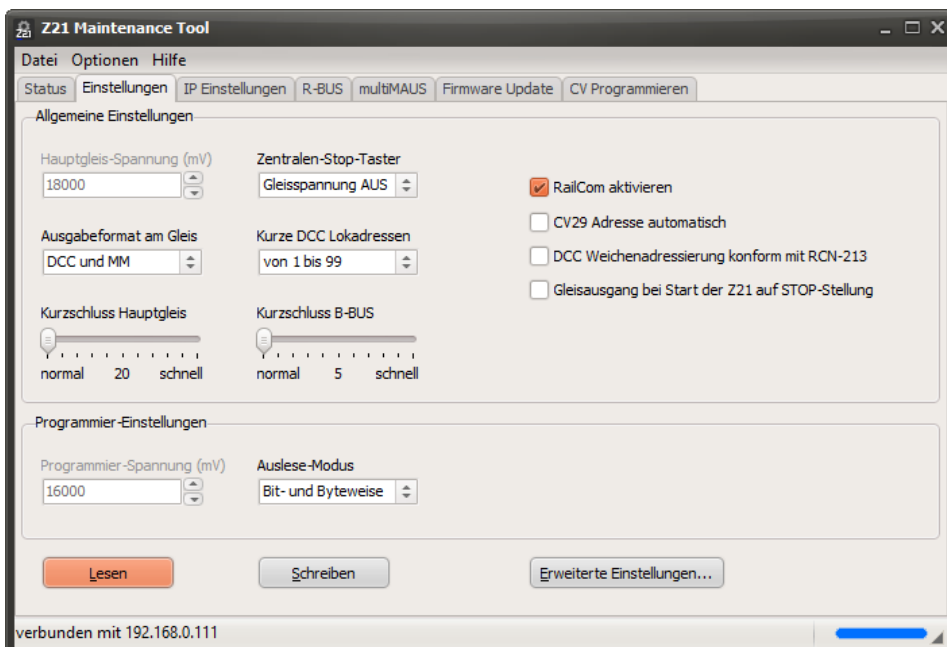 Z21 Maintenance Tool
Datei Optionen Hilfe
Status Einstellungen IP Einstellungen R-BUS multiMAUS Firmware Update CV Programmieren
Allgemeine Einstellungen
Hauptgleis-Spannung (mV) Zentralen-Stop-Taster
18000 Gleisspannung AUS
RailCom aktivieren
CV29 Adresse automatisch
Ausgabeformat am Gleis Kurze DCC Lokadressen
DCC und MM von 1 bis 99
DCC Weichenadressierung konform mit RCN-213
Gleisausgang bei Start der Z21 auf STOP-Stellung
Kurzschluss Hauptgleis Kurzschluss B-BUS
normal 20 schnell normal 5 schnell
Programmier-Einstellungen
Programmier-Spannung (mV) Auslese-Modus
16000 Bit- und Byteweise
Lesen Schreiben Erweiterte Einstellungen...
verbunden mit 192.168.0.111